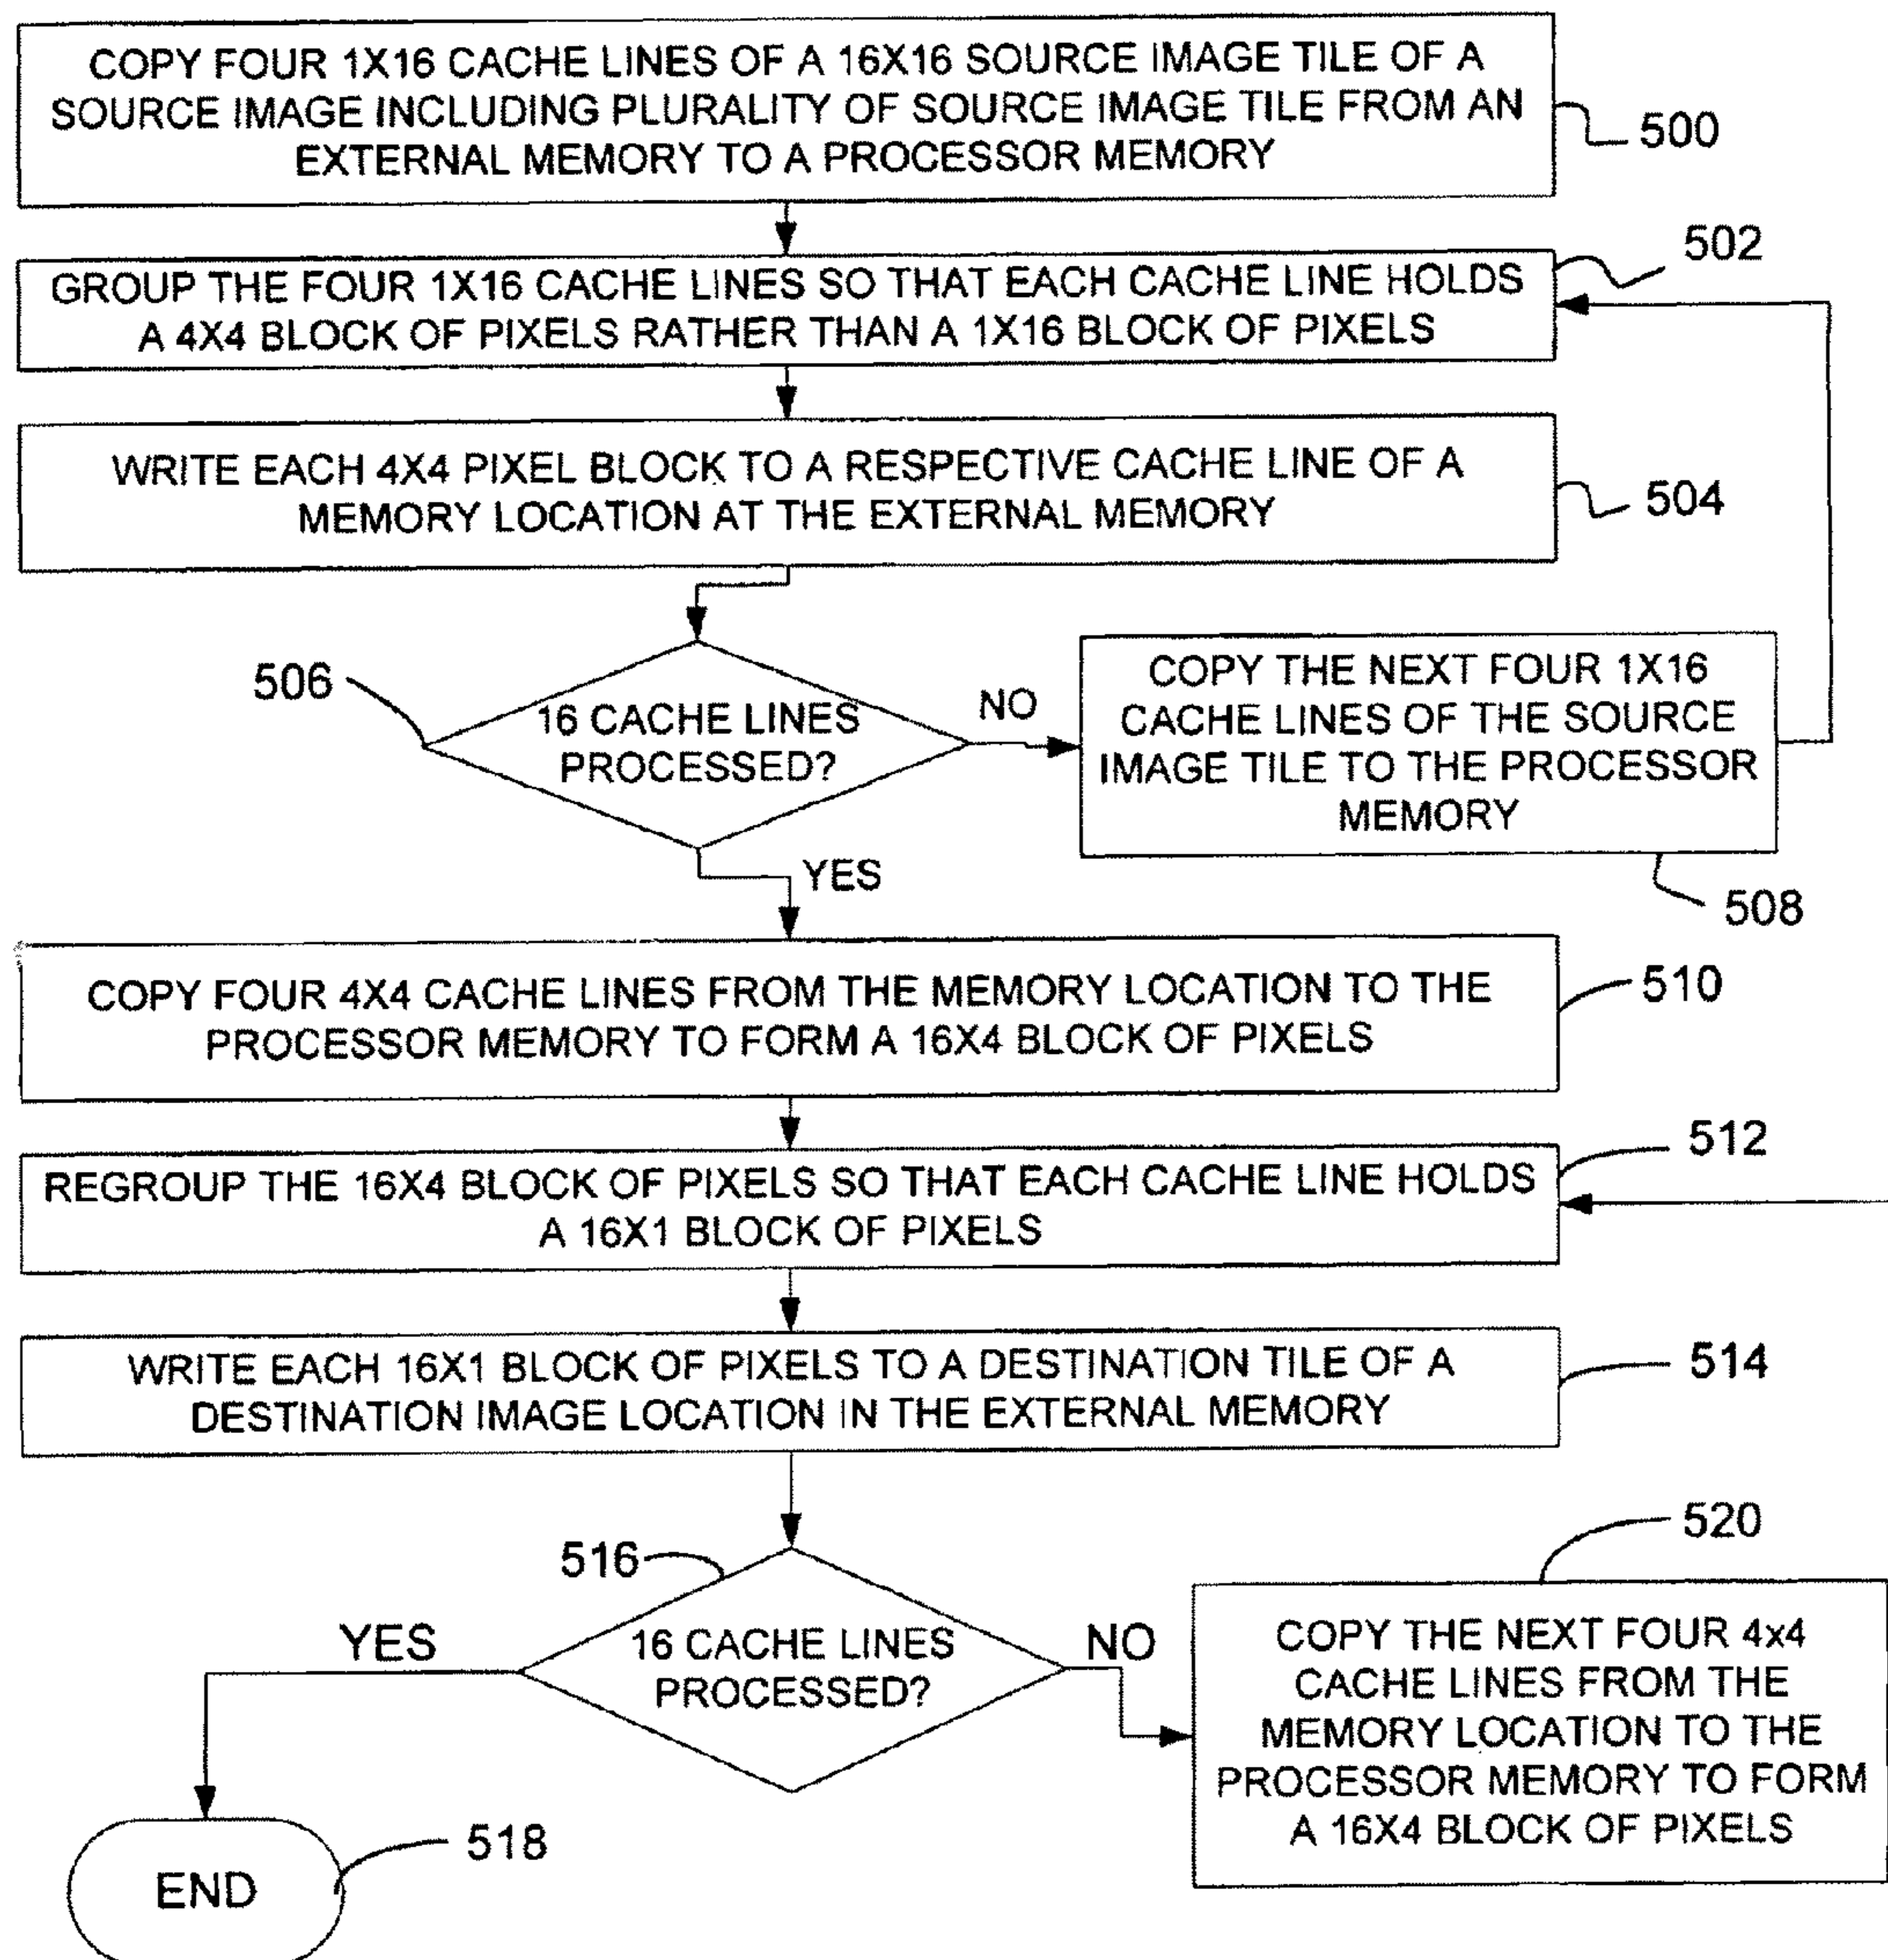 COPY FOUR 1X16 CACHE LINES OF A 16X16 SOURCE IMAGE TILE OF A
SOURCE IMAGE INCLUDING PLURALITY OF SOURCE IMAGE TILE FROM AN
EXTERNAL MEMORY TO A PROCESSOR MEMORY
500
502
GROUP THE FOUR 1X16 CACHE LINES SO THAT EACH CACHE LINE HOLDS
A 4X4 BLOCK OF PIXELS RATHER THAN A 1X16 BLOCK OF PIXELS
WRITE EACH 4X4 PIXEL BLOCK TO A RESPECTIVE CACHE LINE OF A
MEMORY LOCATION AT THE EXTERNAL MEMORY
504
506
16 CACHE LINES
PROCESSED?
NO
COPY THE NEXT FOUR 1X16
CACHE LINES OF THE SOURCE
IMAGE TILE TO THE PROCESSOR
MEMORY
508
YES
COPY FOUR 4X4 CACHE LINES FROM THE MEMORY LOCATION TO THE
PROCESSOR MEMORY TO FORM A 16X4 BLOCK OF PIXELS
510
512
REGROUP THE 16X4 BLOCK OF PIXELS SO THAT EACH CACHE LINE HOLDS
A 16X1 BLOCK OF PIXELS
WRITE EACH 16X1 BLOCK OF PIXELS TO A DESTINATION TILE OF A
DESTINATION IMAGE LOCATION IN THE EXTERNAL MEMORY
514
516
16 CACHE LINES
PROCESSED?
YES
NO
520
COPY THE NEXT FOUR 4x4
CACHE LINES FROM THE
MEMORY LOCATION TO THE
PROCESSOR MEMORY TO FORM
A 16X4 BLOCK OF PIXELS
END
518